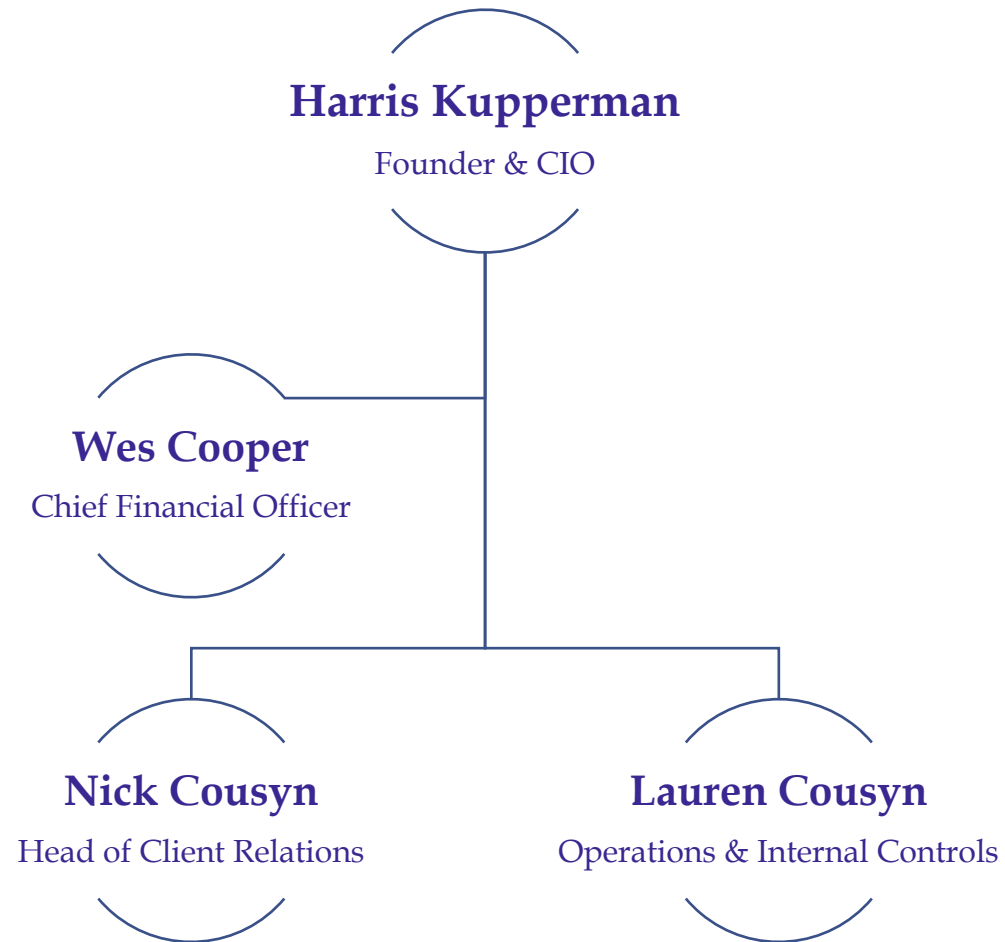 Harris Kupperman
Founder & CIO
Wes Cooper
Chief Financial Officer
Nick Cousyn
Head of Client Relations
Lauren Cousyn
Operations & Internal Controls